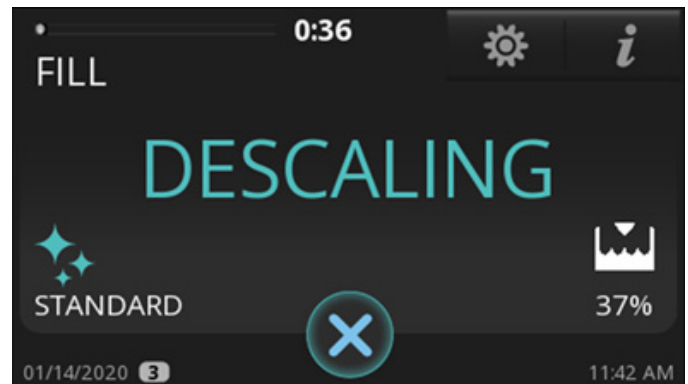 0:36
FILL
i
DESCALING
STANDARD
37%
01/14/2020 3
11:42 AM